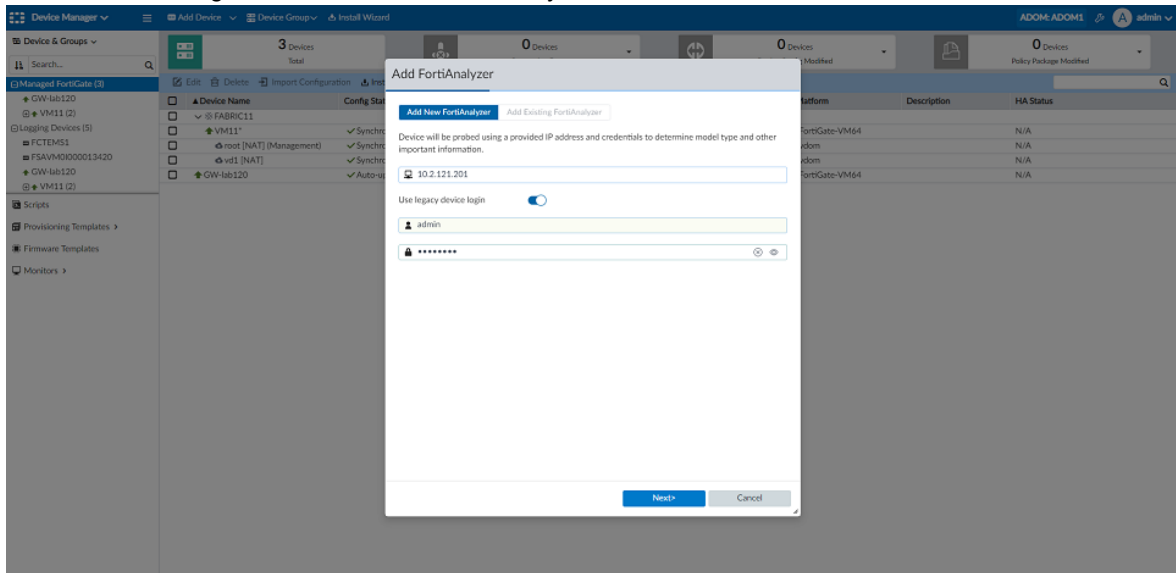 Device Manager
Add Device
Device Group
Install Wizard
ADOM: ADOM1
A
admin
Device & Groups
Search...
Managed FortiGate (3)
GW-lab120
VM11 (2)
Logging Devices (5)
FCTEMS1
FSAVM0I000013420
GW-lab120
VM11 (2)
Scripts
Provisioning Templates
Firmware Templates
Monitors
3 Devices
Total
0 Devices
0 Devices
Modified
0 Devices
Policy Package Modified
Edit
Delete
Import Configuration
Inst
Device Name
Config Stat
latform
Description
HA Status
FABRIC11
VM11*
Synchro
FortiGate-VM64
N/A
root [NAT] (Management)
Synchro
vdom
N/A
vd1 [NAT]
Synchro
vdom
N/A
GW-lab120
Auto-up
FortiGate-VM64
N/A
Add FortiAnalyzer
Add New FortiAnalyzer
Add Existing FortiAnalyzer
Device will be probed using a provided IP address and credentials to determine model type and other
important information.
10.2.121.201
Use legacy device login
admin
••••••••
Next>
Cancel